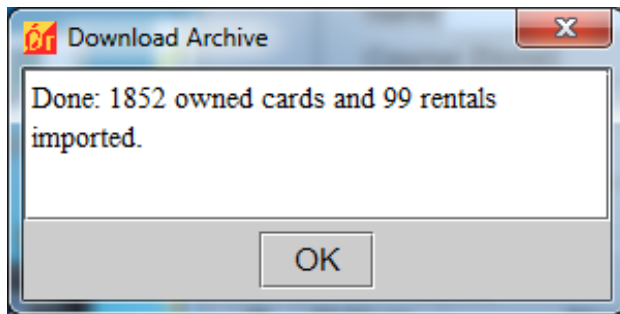 Download Archive
Done: 1852 owned cards and 99 rentals
imported.
OK